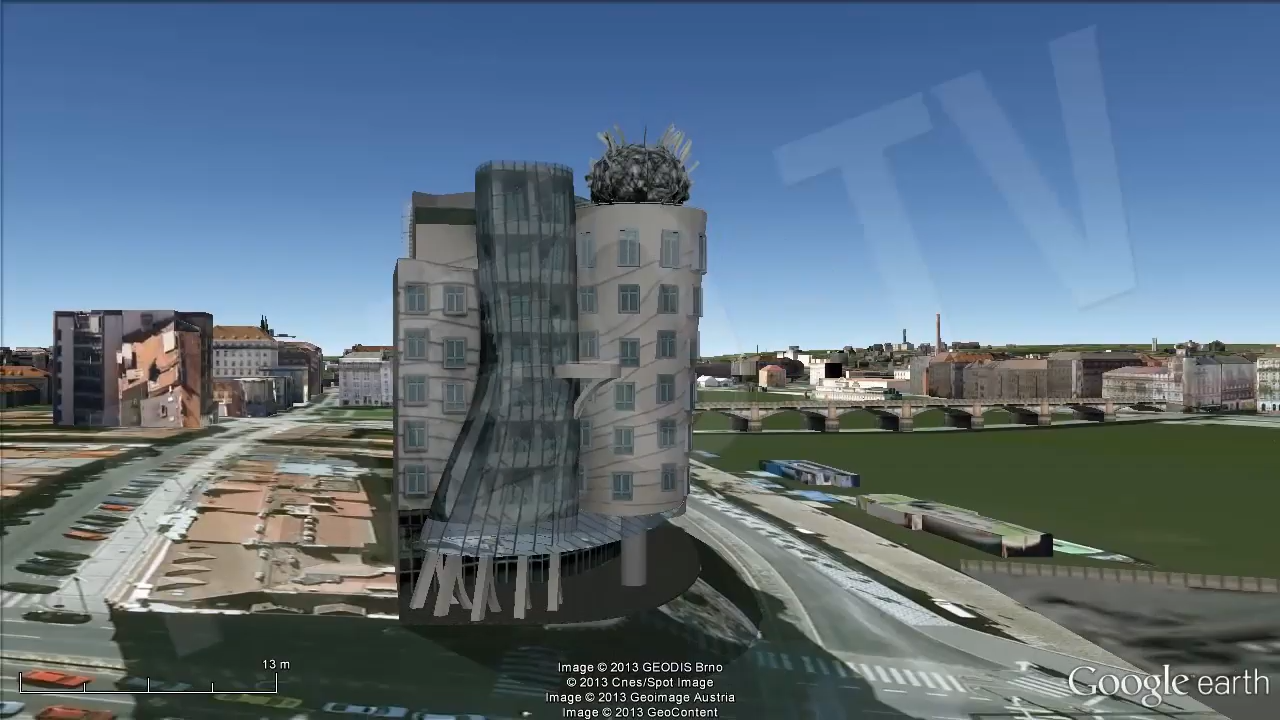 TV
13 m
Image © 2013 GEODIS Brno
© 2013 Cnes/Spot Image
Image © 2013 Geoimage Austria
Image © 2013 GeoContent
Google earth